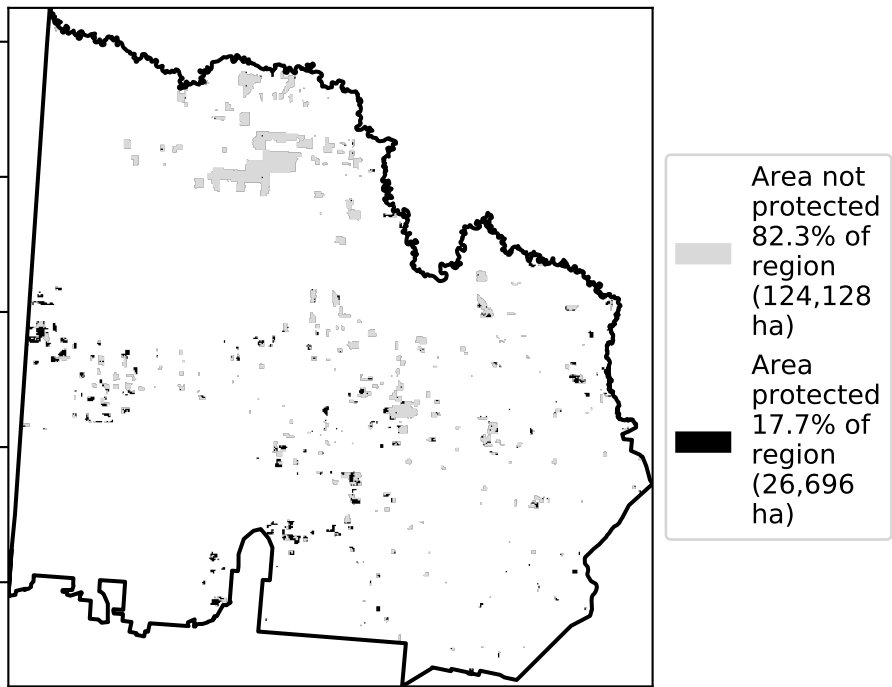 Area not
protected
82.3% of
region
(124,128
ha)
Area
protected
17.7% of
region
(26,696
ha)